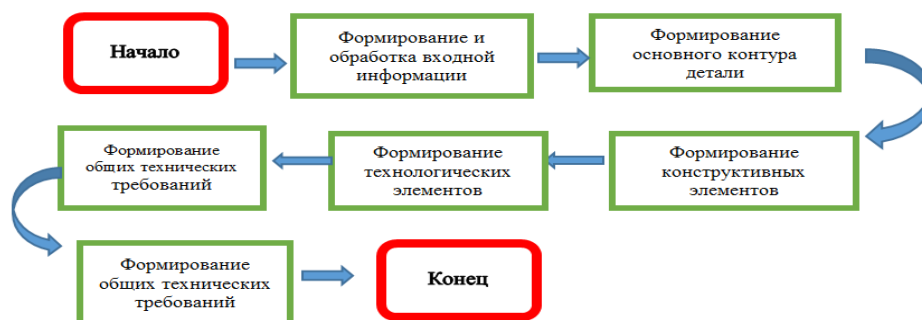 Начало
Формирование и
обработка входной
информации
Формирование
основного контура
детали
Формирование
конструктивных
элементов
Формирование
технологических
элементов
Формирование
общих технических
требований
Формирование
общих технических
требований
Конец